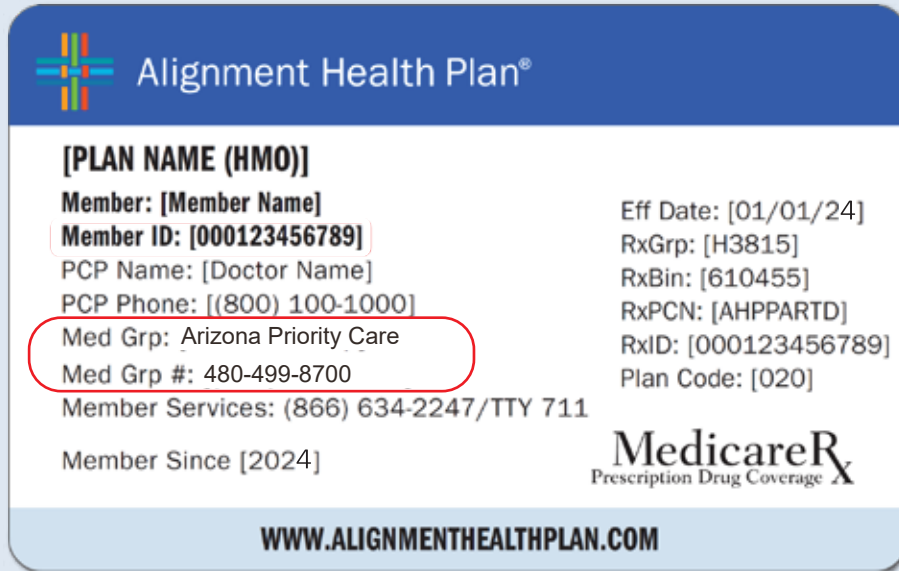 Alignment Health Plan®
[PLAN NAME (HMO)]
Member: [Member Name]
Member ID: [000123456789]
PCP Name: [Doctor Name]
PCP Phone: [(800) 100-1000]
Med Grp: Arizona Priority Care
Med Grp #: 480-499-8700
Member Services: (866) 634-2247/TTY 711
Member Since [2024]
Eff Date: [01/01/24]
RxGrp: [H3815]
RxBin: [610455]
RxPCN: [AHPPARTD]
RxID: [000123456789]
Plan Code: [020]
MedicareRx
Prescription Drug Coverage
WWW.ALIGNMENTHEALTHPLAN.COM